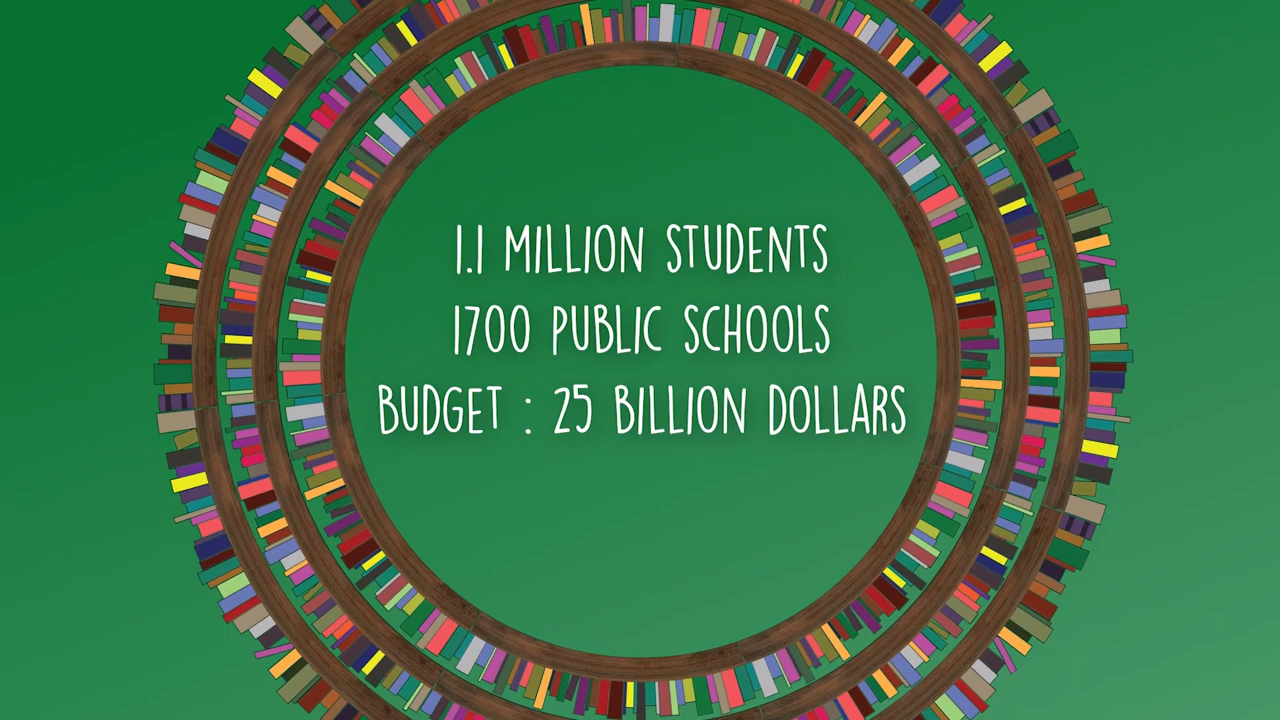 1.1 MILLION STUDENTS
1700 PUBLIC SCHOOLS
BUDGET : 25 BILLION DOLLARS